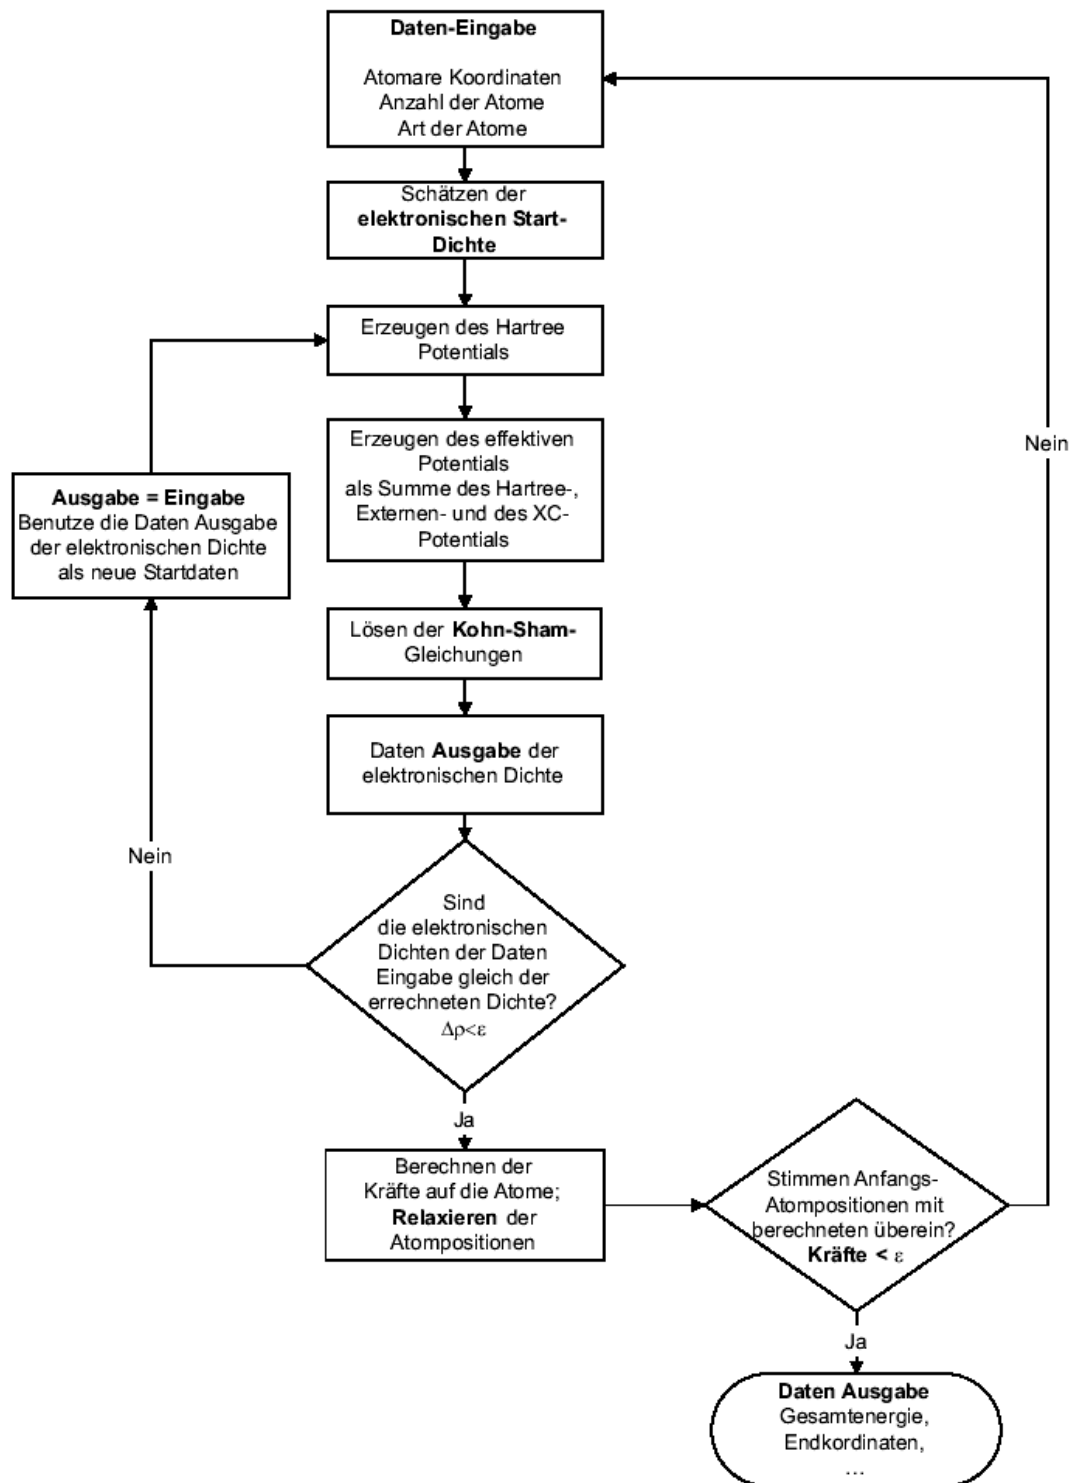 Daten-Eingabe
Atomare Koordinaten
Anzahl der Atome
Art der Atome
Schätzen der
elektronischen Start-
Dichte
Erzeugen des Hartree
Potentials
Erzeugen des effektiven
Potentials
als Summe des Hartree-,
Externen- und des XC-
Potentials
Nein
Ausgabe = Eingabe
Benutze die Daten Ausgabe
der elektronischen Dichte
als neue Startdaten
Lösen der Kohn-Sham-
Gleichungen
Daten Ausgabe der
elektronischen Dichte
Nein
Sind
die elektronischen
Dichten der Daten
Eingabe gleich der
errechneten Dichte?
Δρ<ε
Ja
Berechnen der
Kräfte auf die Atome;
Relaxieren der
Atompositionen
Stimmen Anfangs-
Atompositionen mit
berechneten überein?
Kräfte < ε
Ja
Daten Ausgabe
Gesamtenergie,
Endkordinaten,
...